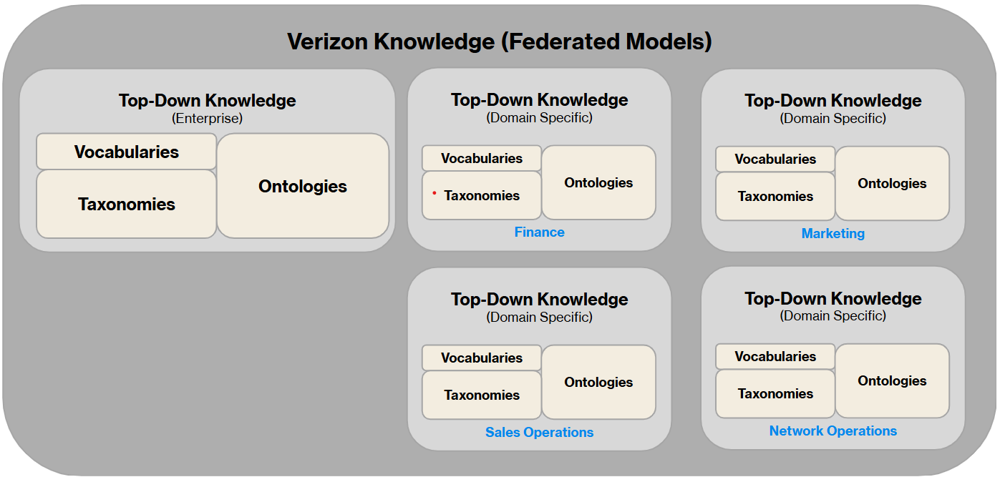 Verizon Knowledge (Federated Models)
Top-Down Knowledge
(Enterprise)
Vocabularies
Taxonomies
Ontologies
Top-Down Knowledge
(Domain Specific)
Vocabularies
Taxonomies
Ontologies
Finance
Top-Down Knowledge
(Domain Specific)
Vocabularies
Taxonomies
Ontologies
Marketing
Top-Down Knowledge
(Domain Specific)
Vocabularies
Taxonomies
Ontologies
Sales Operations
Top-Down Knowledge
(Domain Specific)
Vocabularies
Taxonomies
Ontologies
Network Operations